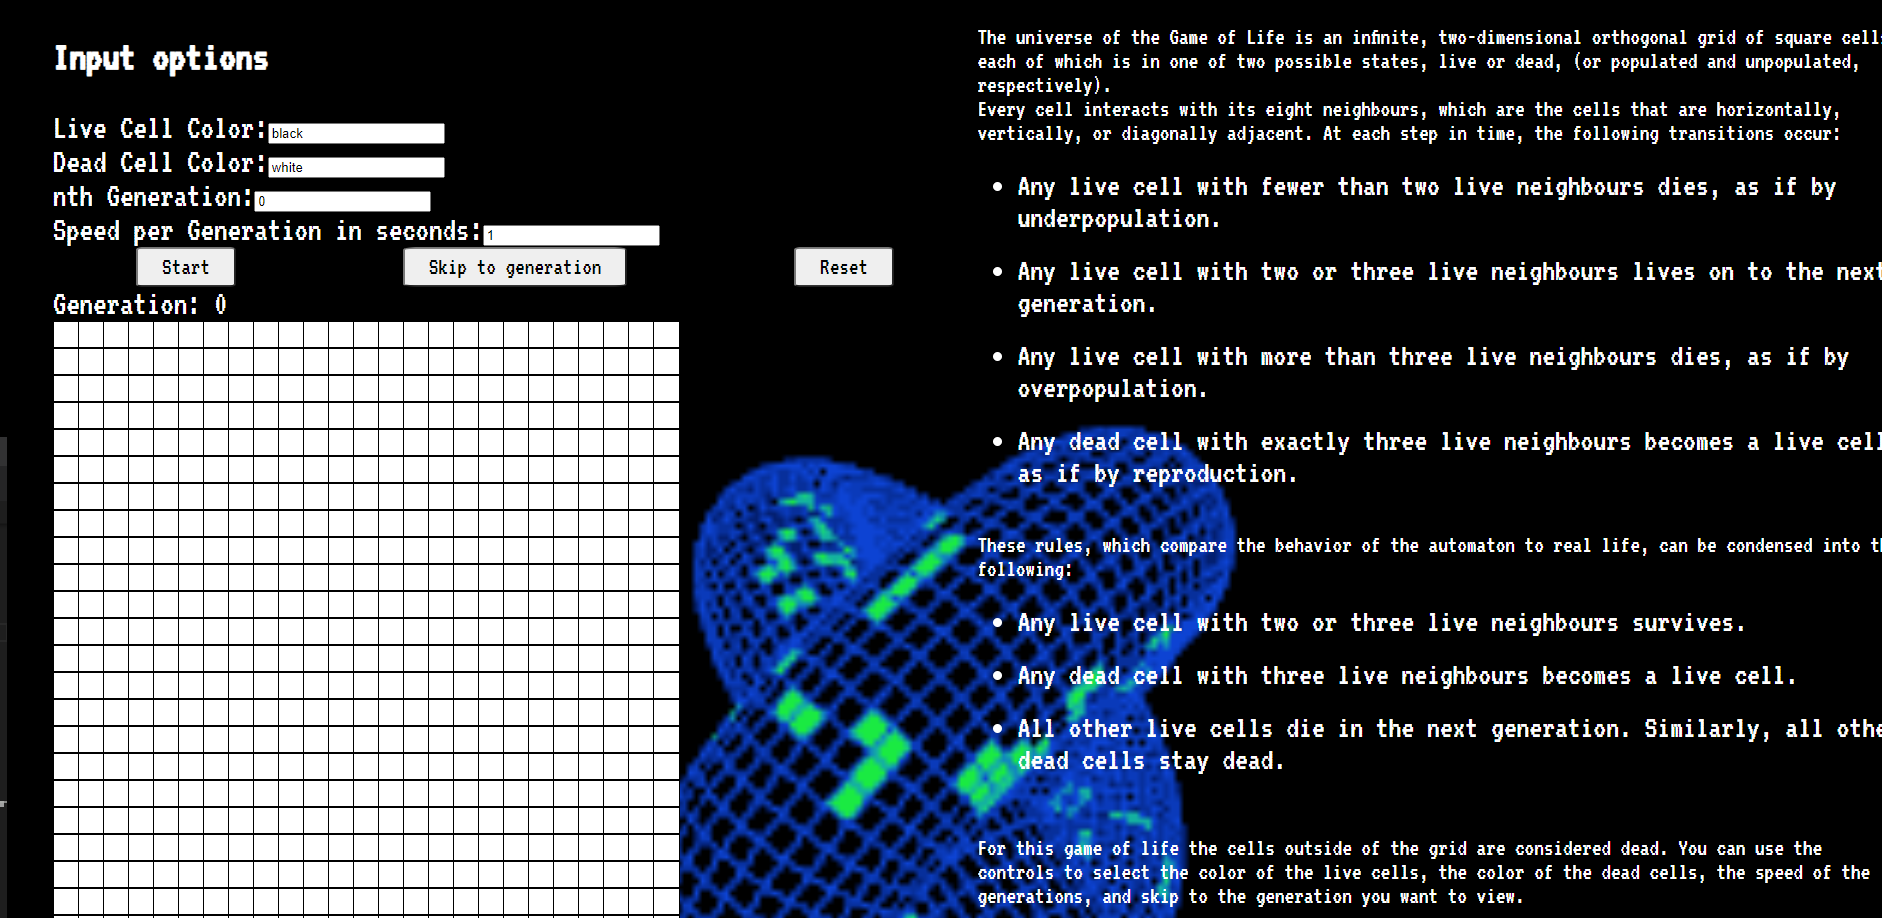 Input options
Live Cell Color:
black
Dead Cell Color:
white
nth Generation:
0
Speed per Generation in seconds:
1
Start
Skip to generation
Reset
Generation: 0
The universe of the Game of Life is an infinite, two-dimensional orthogonal grid of square
each of which is in one of two possible states, live or dead, (or populated and unpopulated,
respectively).
Every cell interacts with its eight neighbours, which are the cells that are horizontally,
vertically, or diagonally adjacent. At each step in time, the following transitions occur:
• Any live cell with fewer than two live neighbours dies, as if by
underpopulation.
• Any live cell with two or three live neighbours lives on to the next
generation.
• Any live cell with more than three live neighbours dies, as if by
overpopulation.
• Any dead cell with exactly three live neighbours becomes a live cell
as if by reproduction.
These rules, which compare the behavior of the automaton to real life, can be condensed into
following:
• Any live cell with two or three live neighbours survives.
• Any dead cell with three live neighbours becomes a live cell.
• All other live cells die in the next generation. Similarly, all
dead cells stay dead.
For this game of life the cells outside of the grid are considered dead. You can use the
controls to select the color of the live cells, the color of the dead cells, the speed of the
generations, and skip to the generation you want to view.